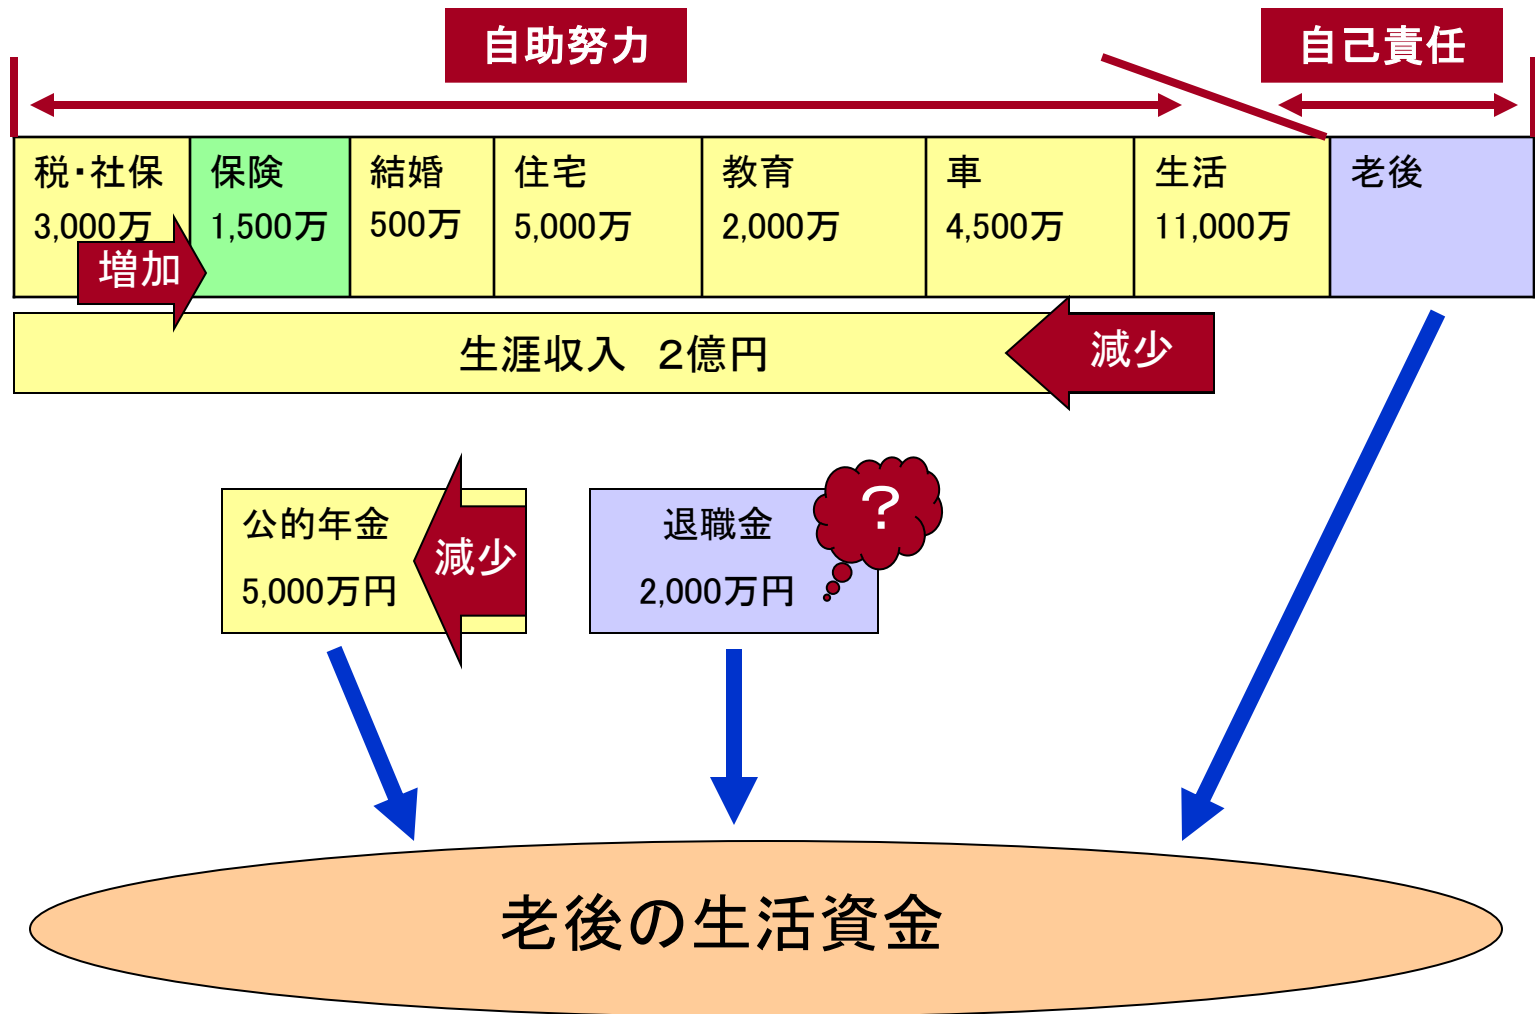 自助努力
自己責任
税・社保
3,000万
保険
1,500万
結婚
500万
住宅
5,000万
教育
2,000万
車
4,500万
生活
11,000万
老後
増加
生涯収入　2億円
減少
公的年金
5,000万円
減少
退職金
2,000万円
?
老後の生活資金